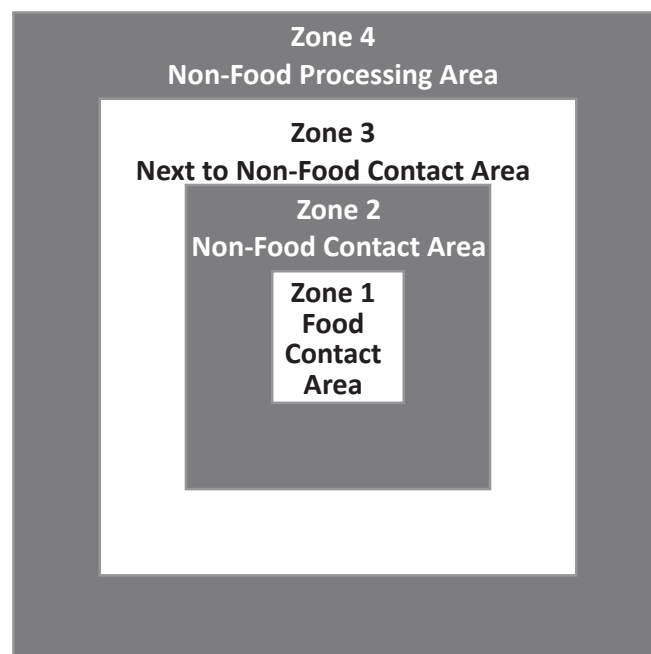 Zone 4
Non-Food Processing Area
Zone 3
Next to Non-Food Contact Area
Zone 2
Non-Food Contact Area
Zone 1
Food
Contact
Area